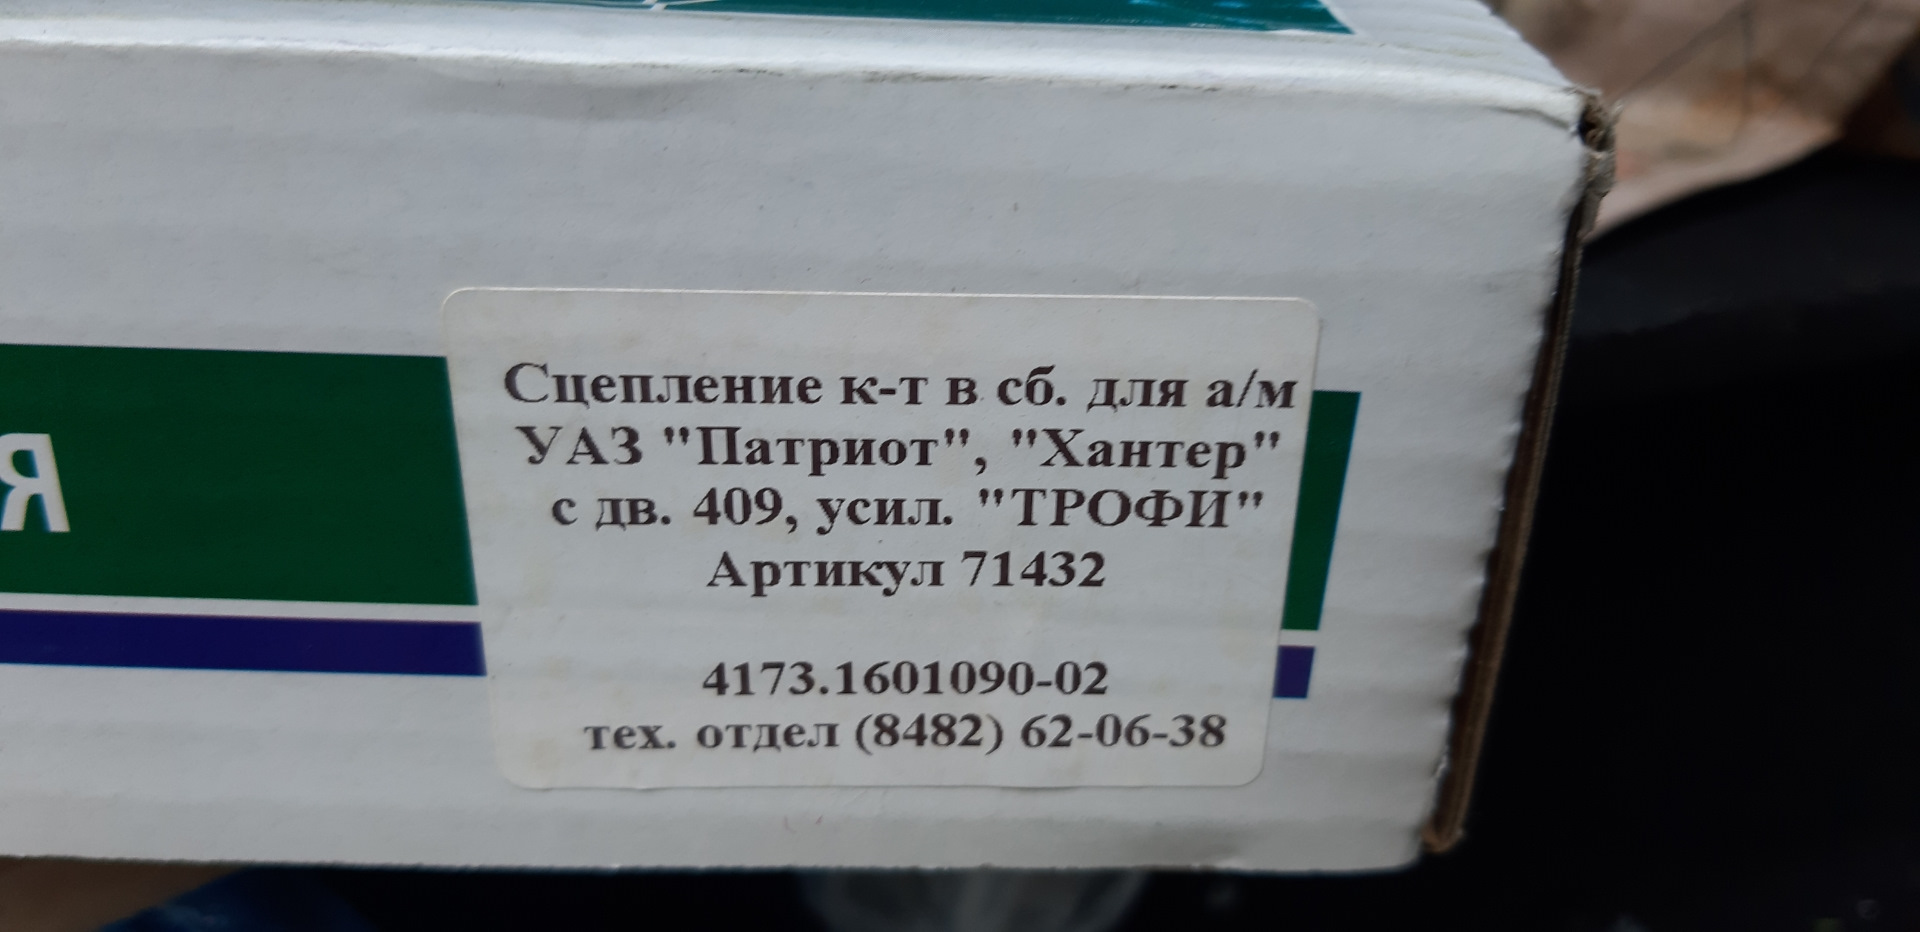 Я
Сцепление к-т в сб. для а/м
УАЗ "Патриот", "Хантер"
с дв. 409, усил. "ТРОФИ"
Артикул 71432
4173.1601090-02
тех. отдел (8482) 62-06-38